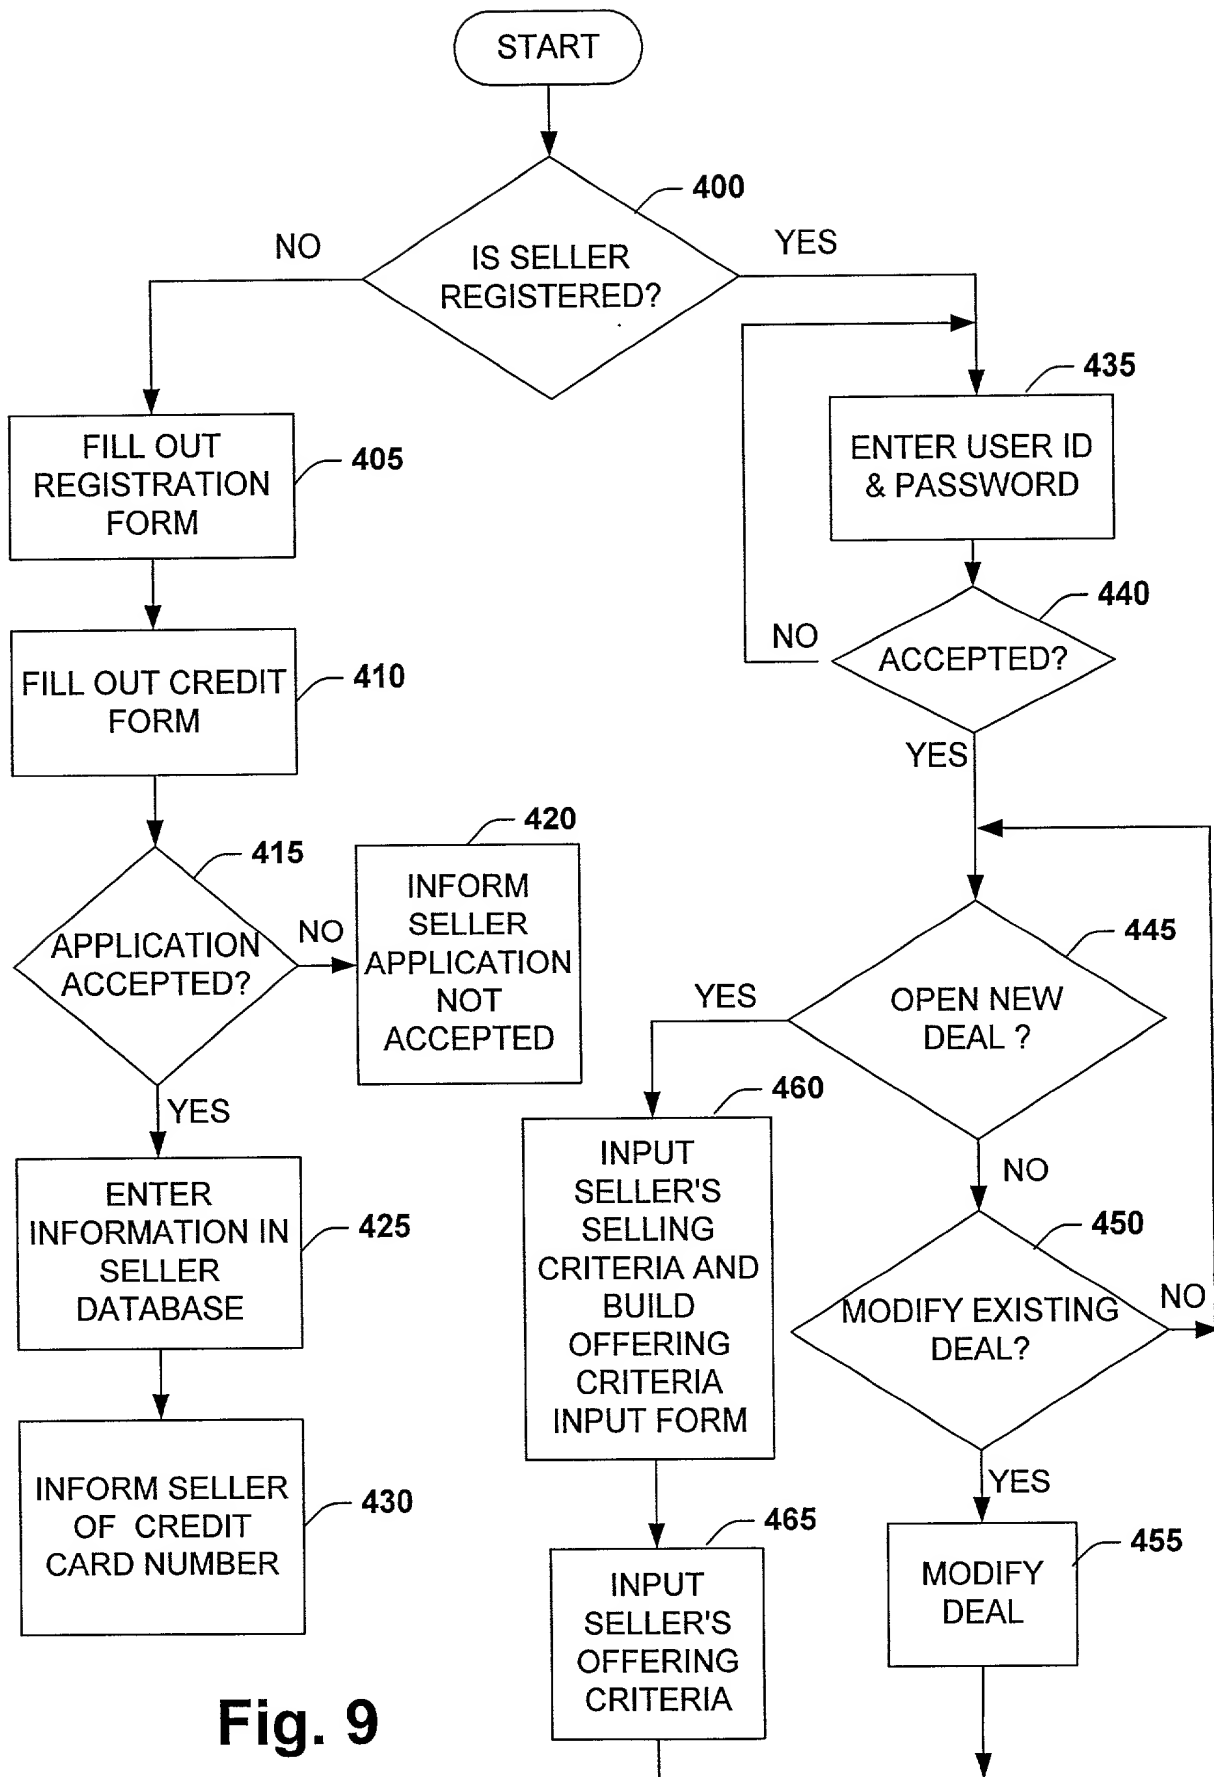 START
400
NO
YES
IS SELLER
REGISTERED?
435
FILL OUT
REGISTRATION
FORM
405
ENTER USER ID
& PASSWORD
440
NO
ACCEPTED?
FILL OUT CREDIT
FORM
410
YES
420
415
INFORM
SELLER
APPLICATION
NOT
ACCEPTED
NO
APPLICATION
ACCEPTED?
445
YES
OPEN NEW
DEAL ?
460
YES
NO
ENTER
INFORMATION IN
SELLER
DATABASE
425
INPUT
SELLER'S
SELLING
CRITERIA AND
BUILD
OFFERING
CRITERIA
INPUT FORM
450
MODIFY EXISTING
DEAL?
NO
YES
INFORM SELLER
OF CREDIT
CARD NUMBER
430
465
455
MODIFY
DEAL
INPUT
SELLER'S
OFFERING
CRITERIA
Fig. 9